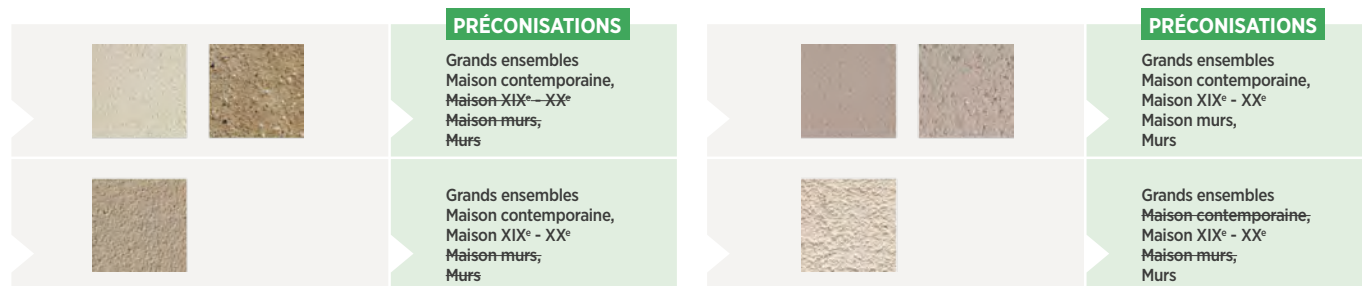 PRÉCONISATIONS
Grands ensembles
Maison contemporaine,
Maison XIXᵉ - XXᵉ
Maison murs,
Murs
Grands ensembles
Maison contemporaine,
Maison XIXᵉ - XXᵉ
Maison murs,
Murs
PRÉCONISATIONS
Grands ensembles
Maison contemporaine,
Maison XIXᵉ - XXᵉ
Maison murs,
Murs
Grands ensembles
Maison contemporaine,
Maison XIXᵉ - XXᵉ
Maison murs,
Murs